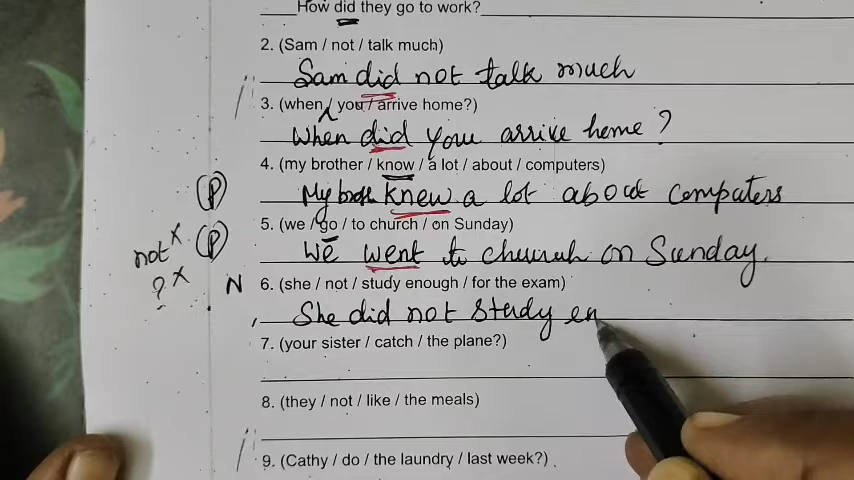 How did they go to work?
2. (Sam / not / talk much)
Sam did not talk much
3. (when / you / arrive home?)
When did you arrive home?
4. (my brother / know / a lot / about / computers)
(P) My broth knew a lot about computers
5. (we / go / to church / on Sunday)
not x (P) We went to church on Sunday.
? x N 6. (she / not / study enough / for the exam)
She did not study en
7. (your sister / catch / the plane?)
8. (they / not / like / the meals)
9. (Cathy / do / the laundry / last week?)